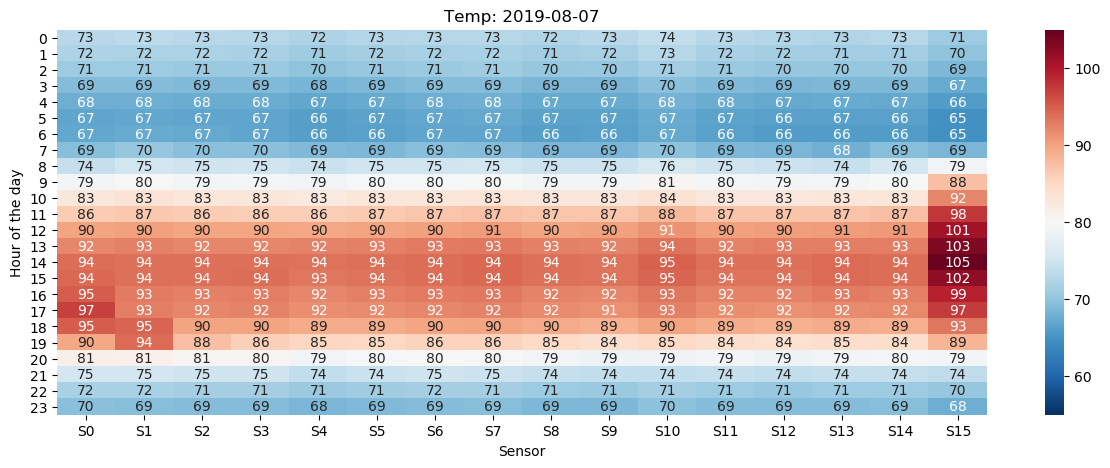 Temp: 2019-08-07
Hour of the day
0 73 73 73 73 72 73 73 73 72 73 74 73 73 73 73 71
1 72 72 72 72 71 72 72 72 71 72 73 72 72 71 71 70
2 71 71 71 71 70 71 71 71 70 70 71 71 70 70 70 69
3 69 69 69 69 68 69 69 69 69 69 70 69 69 69 69 67
4 68 68 68 68 67 67 68 68 67 67 68 68 67 67 67 66
5 67 67 67 67 66 67 67 67 67 66 67 67 66 67 66 65
6 67 67 67 67 66 66 67 67 66 66 67 66 66 66 66 65
7 69 70 70 70 69 69 69 69 69 69 70 69 69 68 69 69
8 74 75 75 75 74 75 75 75 75 75 76 75 75 74 76 79
9 79 80 79 79 79 80 80 80 79 79 81 80 79 79 80 88
10 83 83 83 83 83 83 83 83 83 83 84 83 83 83 83 92
11 86 87 86 86 86 87 87 87 87 87 88 87 87 87 87 98
12 90 90 90 90 90 90 90 91 90 90 91 90 90 91 91 101
13 92 93 92 92 92 93 93 93 93 92 94 92 93 93 93 103
14 94 94 94 94 94 94 94 94 94 94 95 94 94 94 94 105
15 94 94 94 94 93 94 94 94 94 94 95 94 94 94 94 102
16 95 93 93 93 92 93 93 93 92 92 93 93 92 93 93 99
17 97 93 92 92 92 92 93 92 92 91 93 92 92 92 92 97
18 95 95 90 90 89 89 90 90 90 89 90 89 89 89 89 93
19 90 94 88 86 85 85 86 86 85 84 85 84 84 85 84 89
20 81 81 81 80 79 80 80 80 79 79 79 79 79 79 80 79
21 75 75 75 75 74 74 75 75 74 74 74 74 74 74 74 74
22 72 72 71 71 71 71 72 71 71 71 71 71 71 71 71 70
23 70 69 69 69 68 69 69 69 69 69 70 69 69 69 69 68
S0 S1 S2 S3 S4 S5 S6 S7 S8 S9 S10 S11 S12 S13 S14 S15
Sensor
100
90
80
70
60